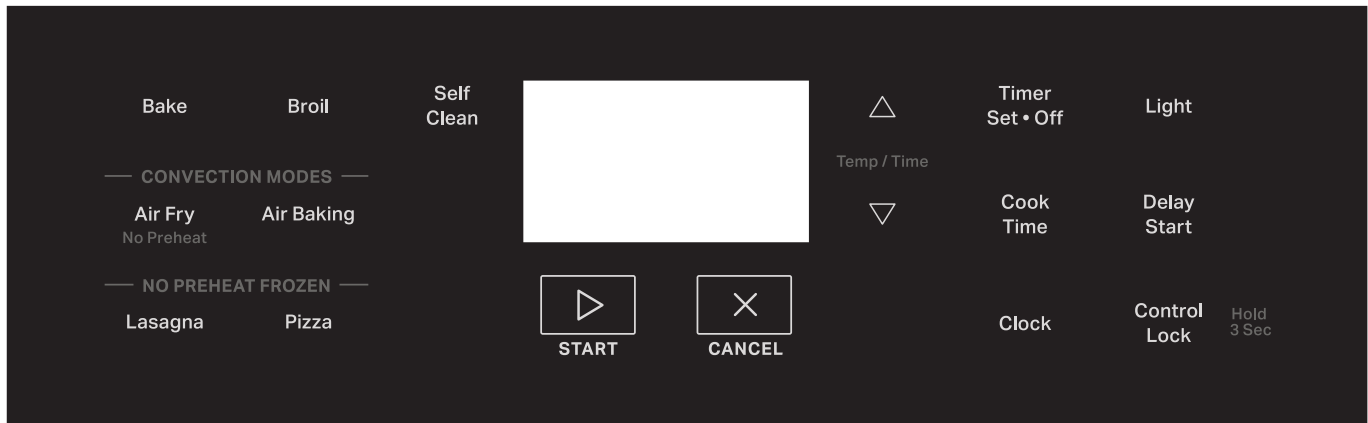 Bake
Broil
Self
Clean
CONVECTION MODES
Air Fry
No Preheat
Air Baking
NO PREHEAT FROZEN
Lasagna
Pizza
START
CANCEL
Temp / Time
Timer
Set • Off
Light
Cook
Time
Delay
Start
Clock
Control
Lock
Hold
3 Sec